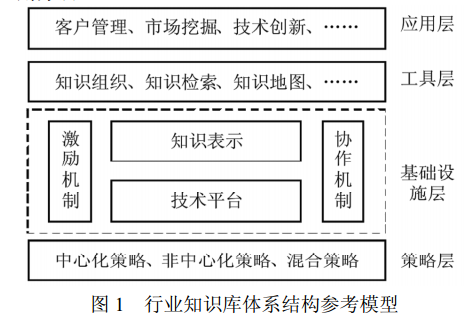 客户管理、市场挖掘、技术创新、…… 应用层
知识组织、知识检索、知识地图、…… 工具层
激励机制
知识表示
技术平台
协作机制
基础设
施层
中心化策略、非中心化策略、混合策略 策略层
图 1 行业知识库体系结构参考模型